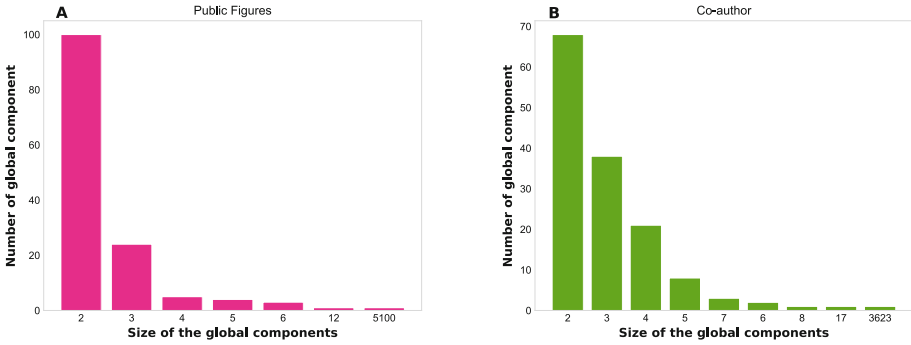 A
Public Figures
Number of global component
100
80
60
40
20
0
2 3 4 5 6 12 5100
Size of the global components
B
Co-author
Number of global component
70
60
50
40
30
20
10
0
2 3 4 5 7 6 8 17 3623
Size of the global components